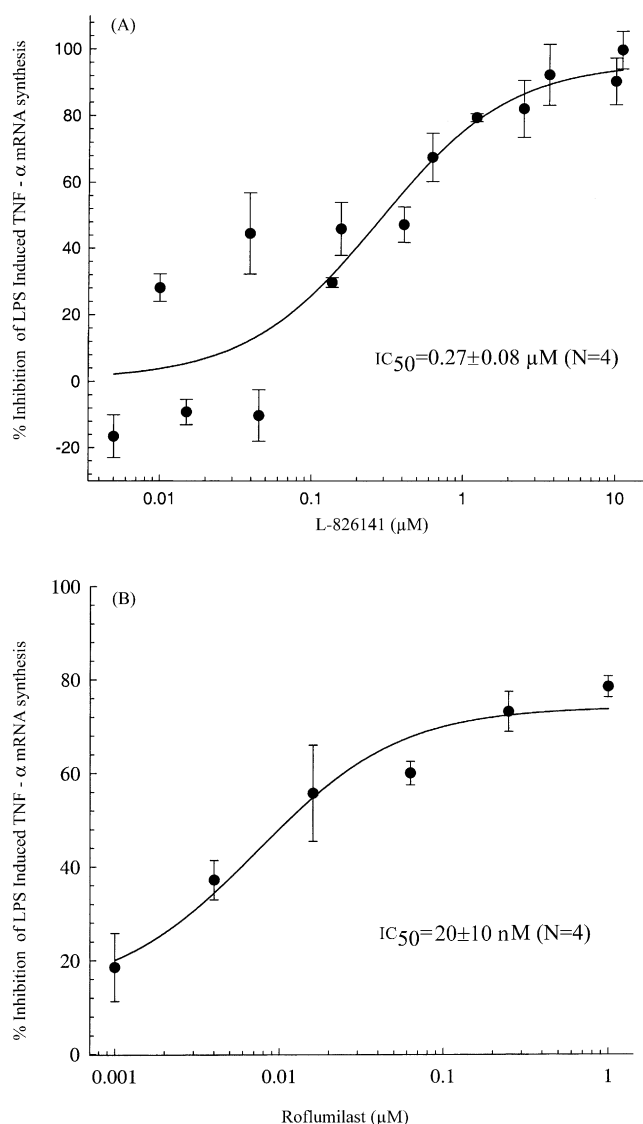 (A)
% Inhibition of LPS Induced TNF - α mRNA synthesis
100
80
60
40
20
0
-20
IC50=0.27±0.08 µM (N=4)
0.01 0.1 1 10
L-826141 (µM)
(B)
% Inhibition of LPS Induced TNF - α mRNA synthesis
100
80
60
40
20
0
IC50=20±10 nM (N=4)
0.001 0.01 0.1 1
Roflumilast (µM)